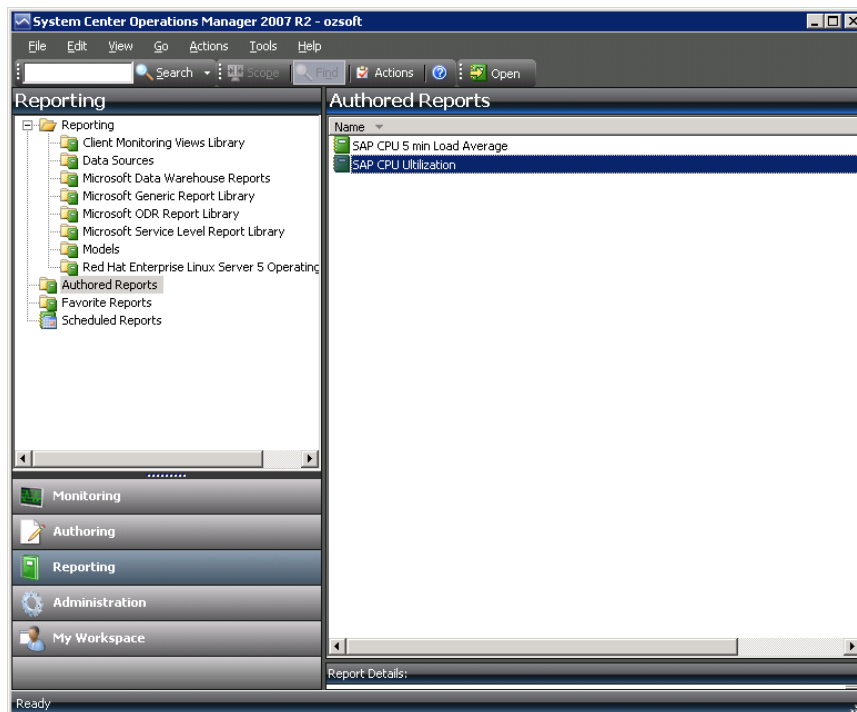 System Center Operations Manager 2007 R2 - ozsoft
File Edit View Go Actions Tools Help
Search Scope Find Actions Open
Reporting
Reporting
Client Monitoring Views Library
Data Sources
Microsoft Data Warehouse Reports
Microsoft Generic Report Library
Microsoft ODR Report Library
Microsoft Service Level Report Library
Models
Red Hat Enterprise Linux Server 5 Operating
Authored Reports
Favorite Reports
Scheduled Reports
Monitoring
Authoring
Reporting
Administration
My Workspace
Authored Reports
Name
SAP CPU 5 min Load Average
SAP CPU Ultilization
Report Details:
Ready